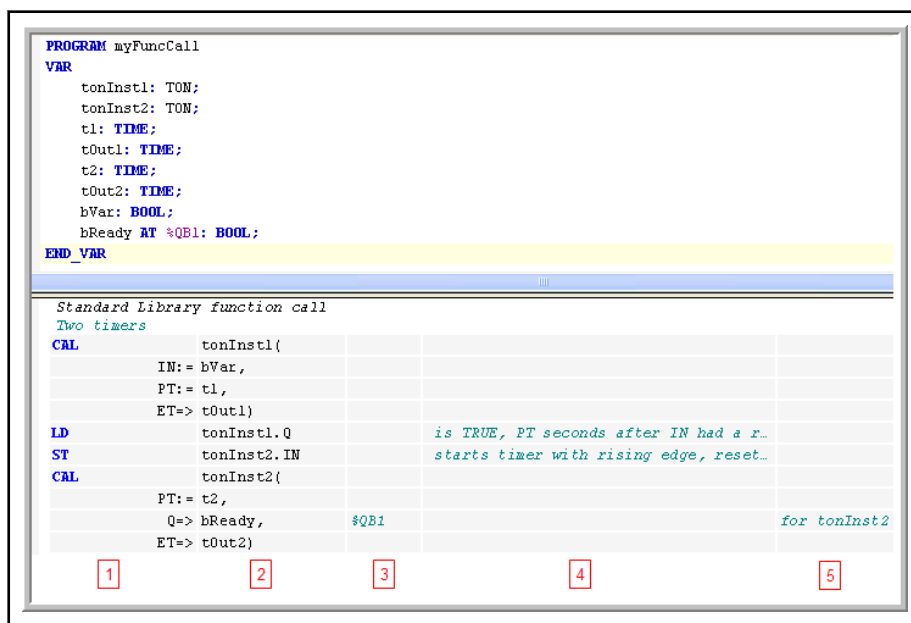 PROGRAM myFuncCall
VAR
tonInst1: TON;
tonInst2: TON;
t1: TIME;
tOut1: TIME;
t2: TIME;
tOut2: TIME;
bVar: BOOL;
bReady AT %QB1: BOOL;
END_VAR
Standard Library function call
Two timers
CAL tonInst1(
IN:= bVar,
PT:= t1,
ET=> tOut1)
LD tonInst1.Q is TRUE, PT seconds after IN had a r...
ST tonInst2.IN starts timer with rising edge, reset...
CAL tonInst2(
PT:= t2,
Q=> bReady, %QB1 for tonInst2
ET=> tOut2)
1 2 3 4 5